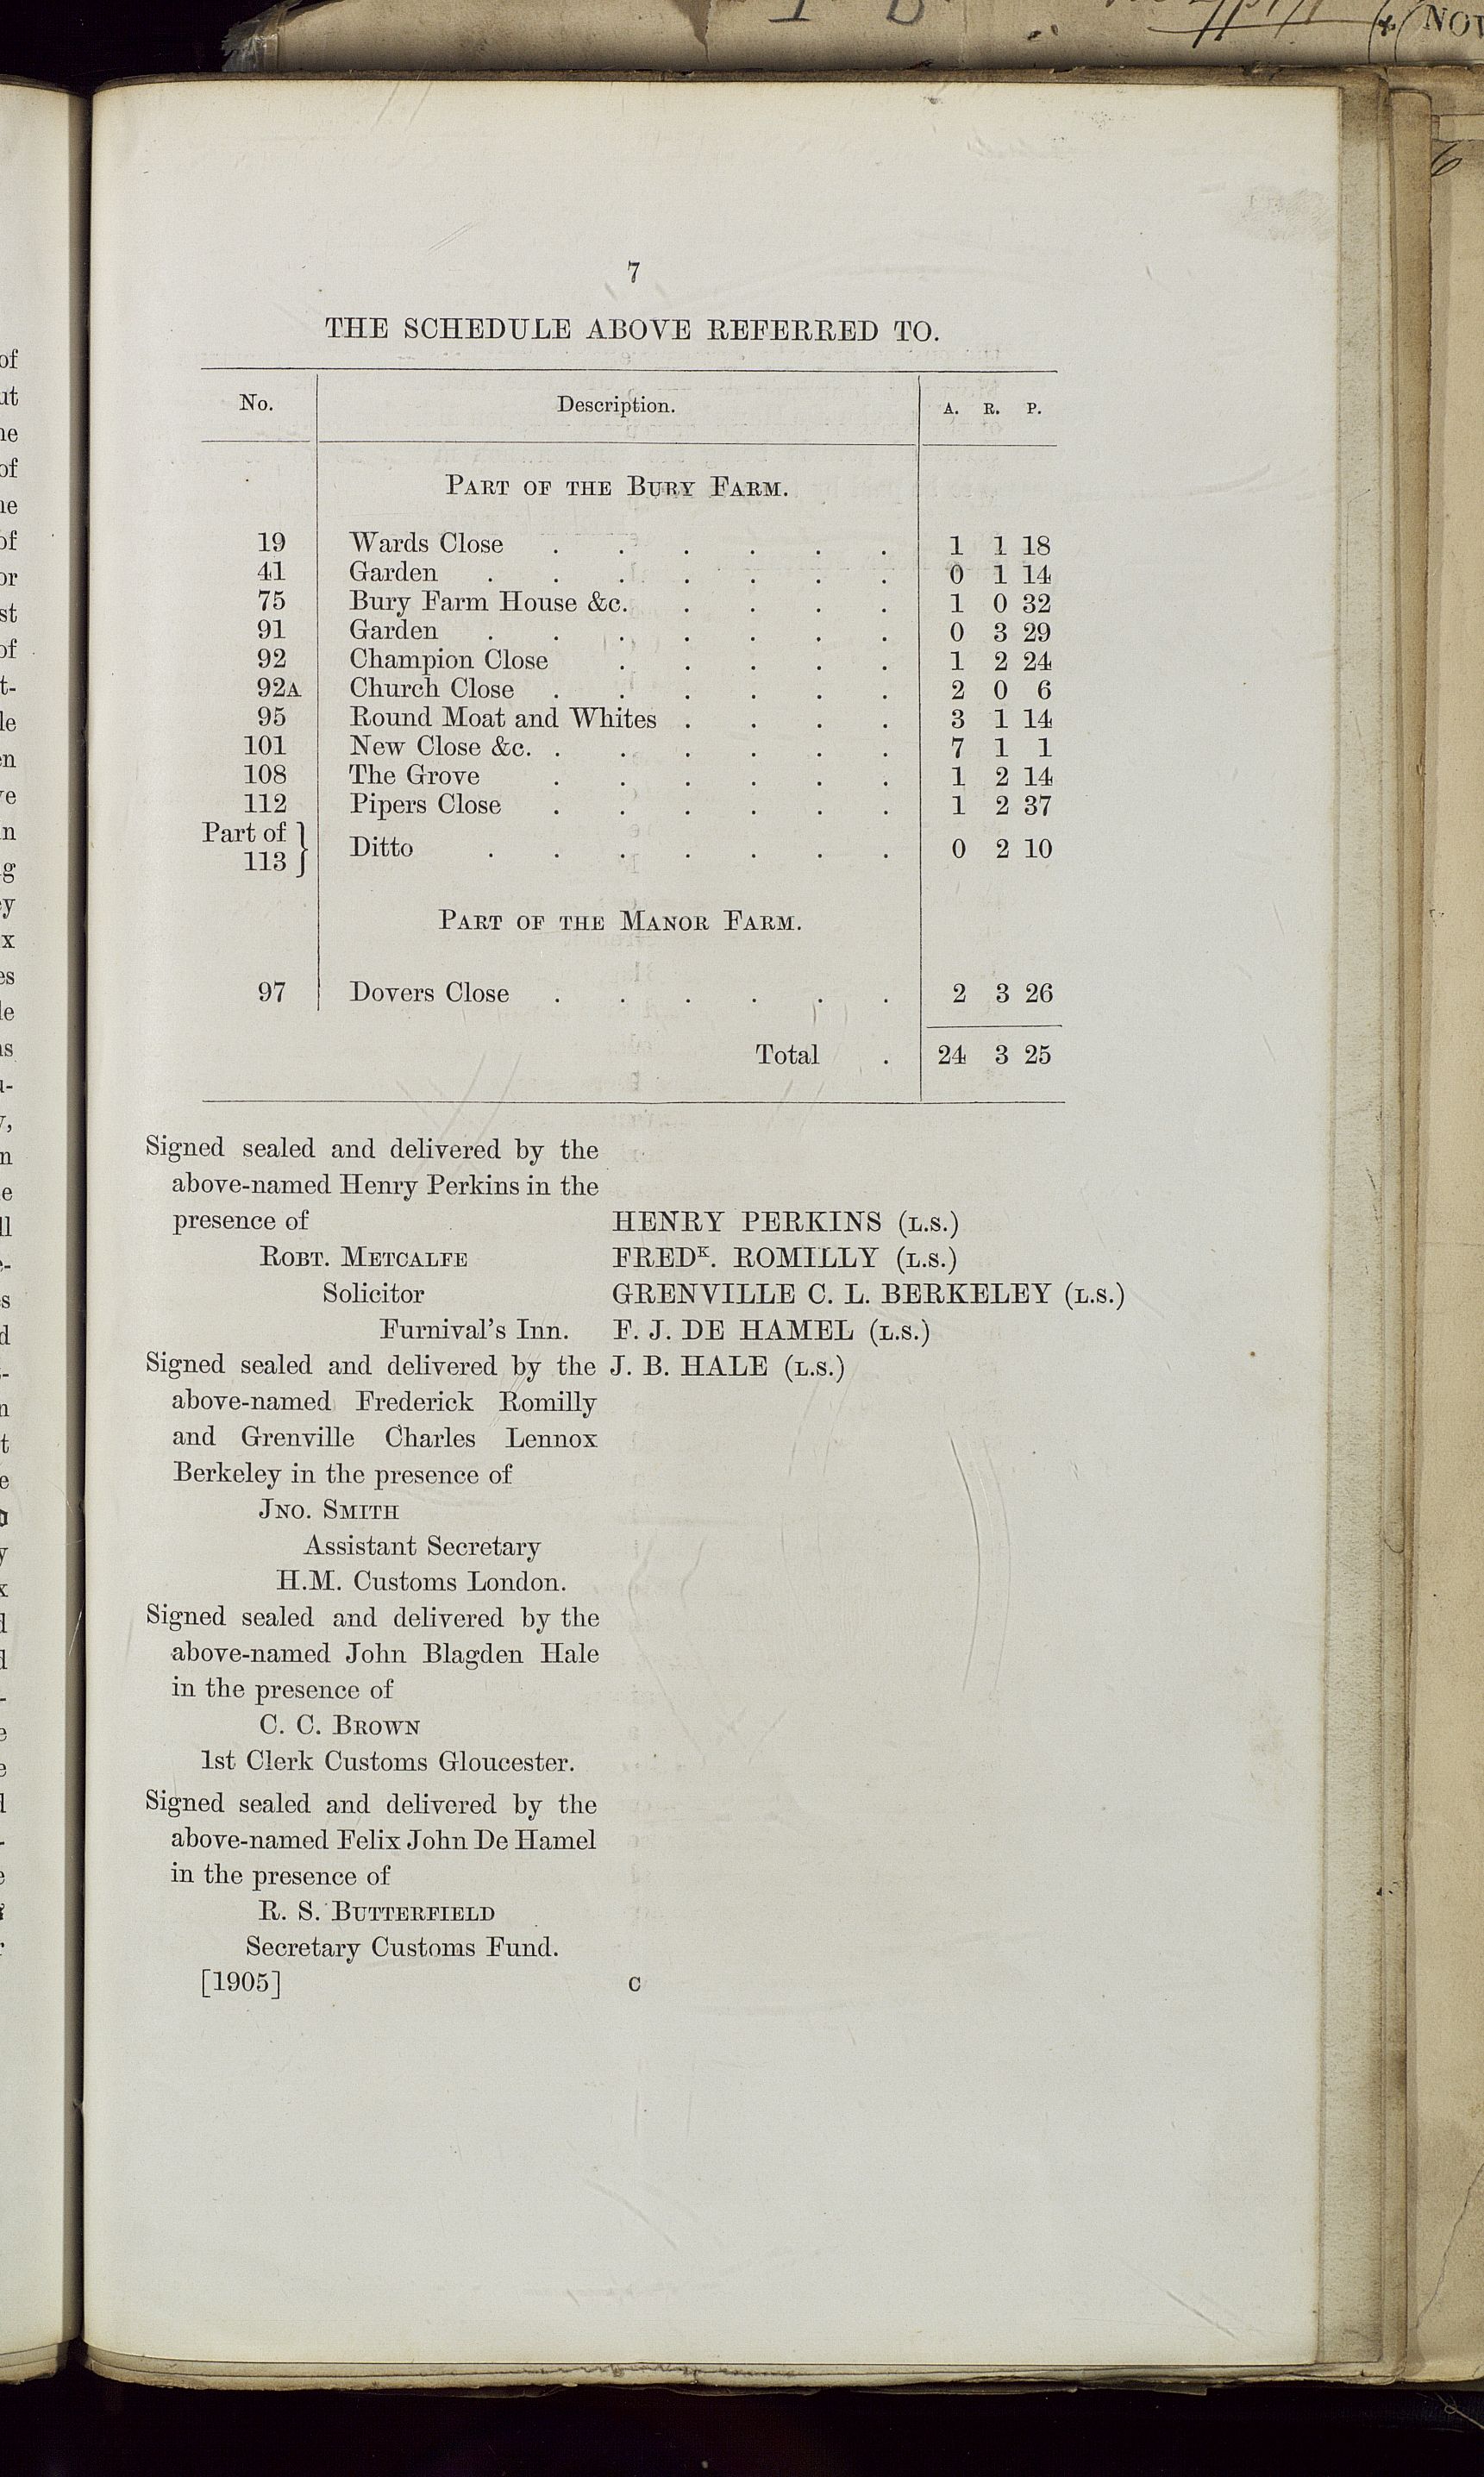 7
THE SCHEDULE ABOVE REFERRED TO.
No. Description. A. R. P.
PART OF THE BURY FARM.
19 Wards Close . . . . . . 1 1 18
41 Garden . . . . . . . 0 1 14
75 Bury Farm House &c. . . . . 1 0 32
91 Garden . . . . . . . 0 3 29
92 Champion Close . . . . . 1 2 24
92A Church Close . . . . . . 2 0 6
95 Round Moat and Whites . . . . 3 1 14
101 New Close &c. . . . . . . 7 1 1
108 The Grove . . . . . . 1 2 14
112 Pipers Close . . . . . . 1 2 37
Part of
113 } Ditto . . . . . . . 0 2 10
PART OF THE MANOR FARM.
97 Dovers Close . . . . . . 2 3 26
Total . 24 3 25
Signed sealed and delivered by the
above-named Henry Perkins in the
presence of HENRY PERKINS (L.S.)
ROBT. METCALFE FREDK. ROMILLY (L.S.)
Solicitor GRENVILLE C. L. BERKELEY (L.S.)
Furnival's Inn. F. J. DE HAMEL (L.S.)
Signed sealed and delivered by the J. B. HALE (L.S.)
above-named Frederick Romilly
and Grenville Charles Lennox
Berkeley in the presence of
JNO. SMITH
Assistant Secretary
H.M. Customs London.
Signed sealed and delivered by the
above-named John Blagden Hale
in the presence of
C. C. BROWN
1st Clerk Customs Gloucester.
Signed sealed and delivered by the
above-named Felix John De Hamel
in the presence of
R. S. BUTTERFIELD
Secretary Customs Fund.
[1905] C